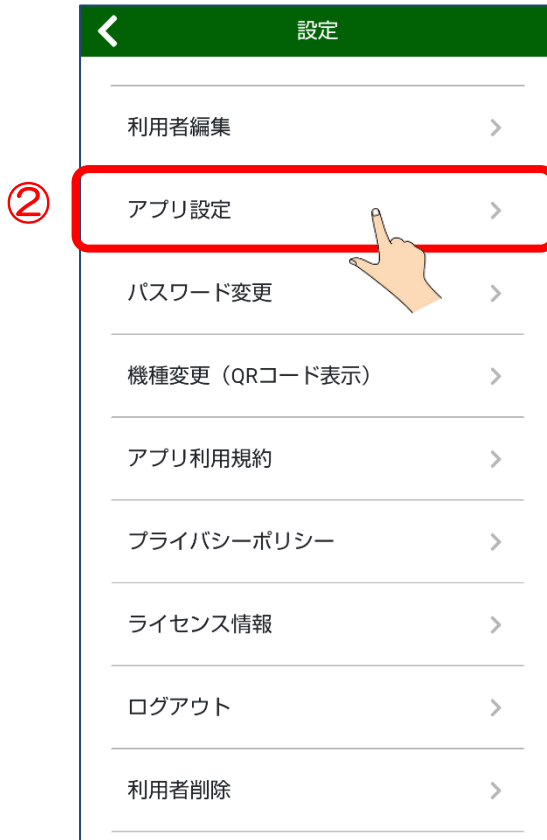 設定
利用者編集
②
アプリ設定
パスワード変更
機種変更（QRコード表示）
アプリ利用規約
プライバシーポリシー
ライセンス情報
ログアウト
利用者削除